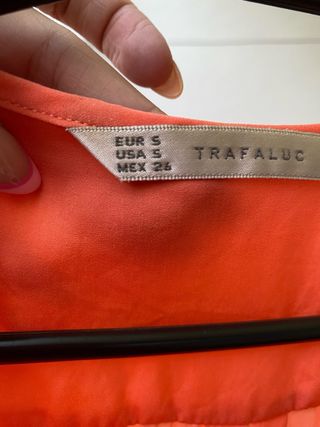 EUR S
USA S
MEX 26
TRAFALUC